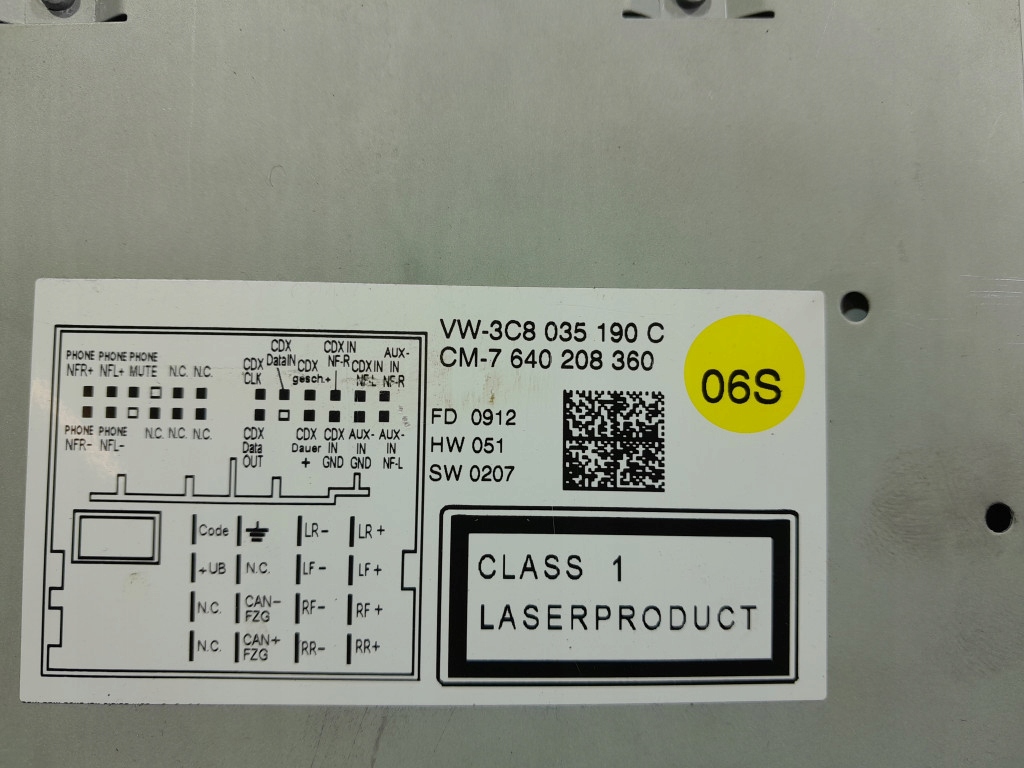 VW-3C8 035 190 C
CM-7 640 208 360
FD 0912
HW 051
SW 0207
06S
CLASS 1
LASERPRODUCT
PHONE PHONE PHONE
NFR+ NFL+ MUTE N.C. N.C.
PHONE PHONE N.C. N.C. N.C.
NFR- NFL-
CDX CLK
CDX DataIN
CDX gesch.+
CDX IN NF-R
CDX IN NF-L
AUX-IN NF-R
CDX Data OUT
CDX Dauer +
CDX IN GND
AUX-IN GND
AUX-IN NF-L
Code LR- LR+
+UB N.C. LF- LF+
N.C. CAN-FZG RF- RF+
N.C. CAN+FZG RR- RR+